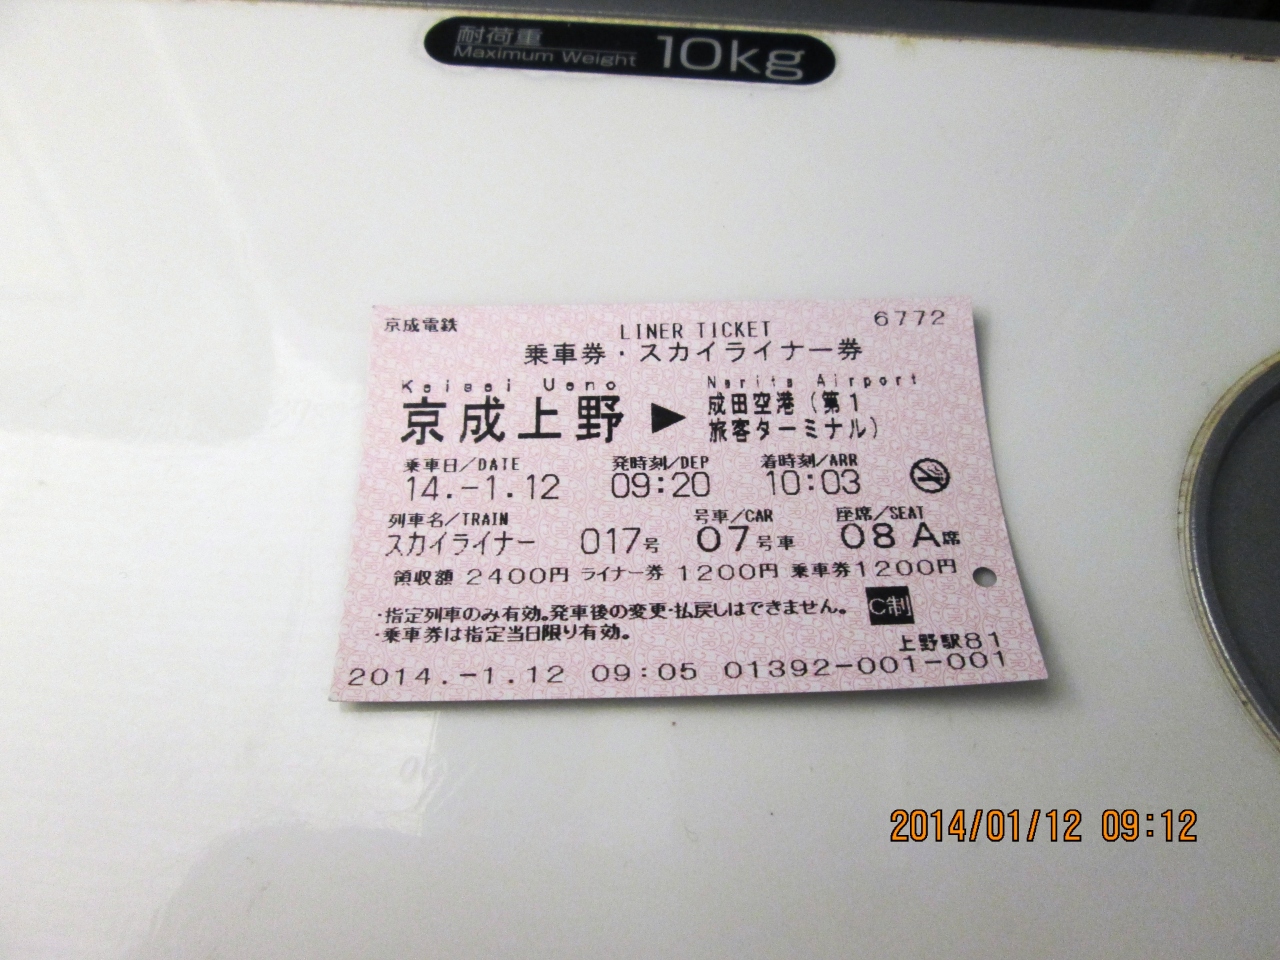 耐荷重
Maximum Weight 10kg
京成電鉄 LINER TICKET 6772
乗車券・スカイライナー券
Keisei Ueno Narita Airport
京成上野 ▶ 成田空港(第1
旅客ターミナル)
乗車日/DATE 発時刻/DEP 着時刻/ARR
14.-1.12 09:20 10:03
列車名/TRAIN 号車/CAR 座席/SEAT
スカイライナー 017号 07号車 08 A席
領収額 2400円 ライナー券 1200円 乗車券1200円
・指定列車のみ有効。発車後の変更・払戻しはできません。 C制
・乗車券は指定当日限り有効。
上野駅81
2014.-1.12 09:05 01392-001-001
2014/01/12 09:12